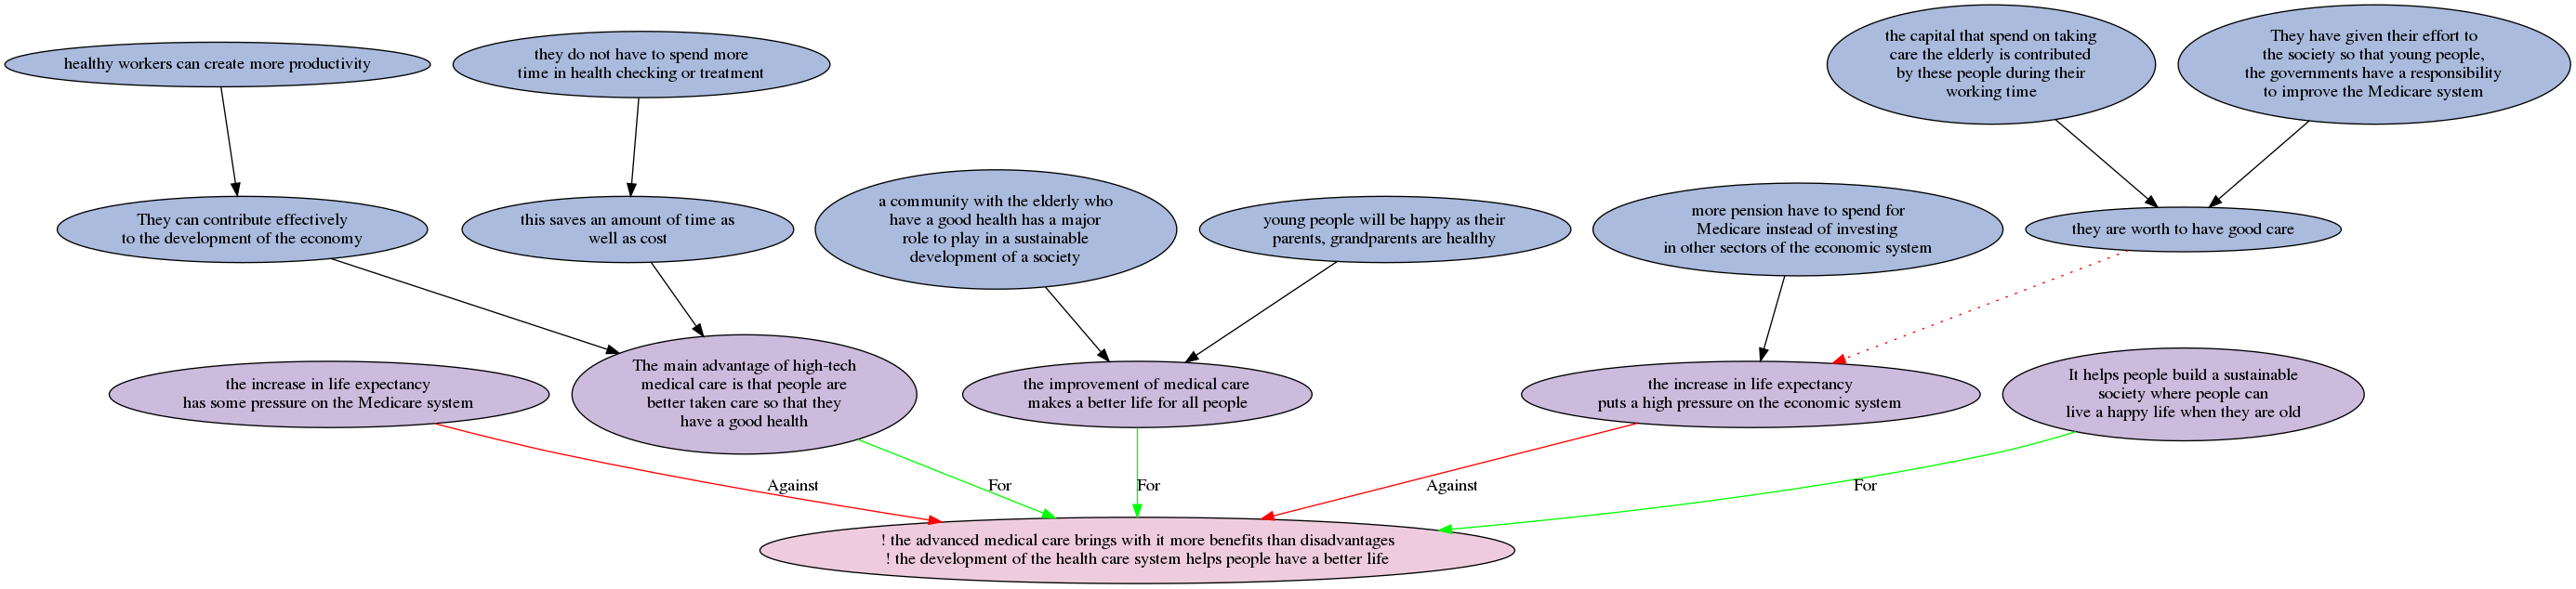 healthy workers can create more productivity
they do not have to spend more
time in health checking or treatment
the capital that spend on taking
care the elderly is contributed
by these people during their
working time
They have given their effort to
the society so that young people,
the governments have a responsibility
to improve the Medicare system
They can contribute effectively
to the development of the economy
this saves an amount of time as
well as cost
a community with the elderly who
have a good health has a major
role to play in a sustainable
development of a society
young people will be happy as their
parents, grandparents are healthy
more pension have to spend for
Medicare instead of investing
in other sectors of the economic system
they are worth to have good care
the increase in life expectancy
has some pressure on the Medicare system
The main advantage of high-tech
medical care is that people are
better taken care so that they
have a good health
the improvement of medical care
makes a better life for all people
the increase in life expectancy
puts a high pressure on the economic system
It helps people build a sustainable
society where people can
live a happy life when they are old
Against
For
For
Against
For
! the advanced medical care brings with it more benefits than disadvantages
! the development of the health care system helps people have a better life